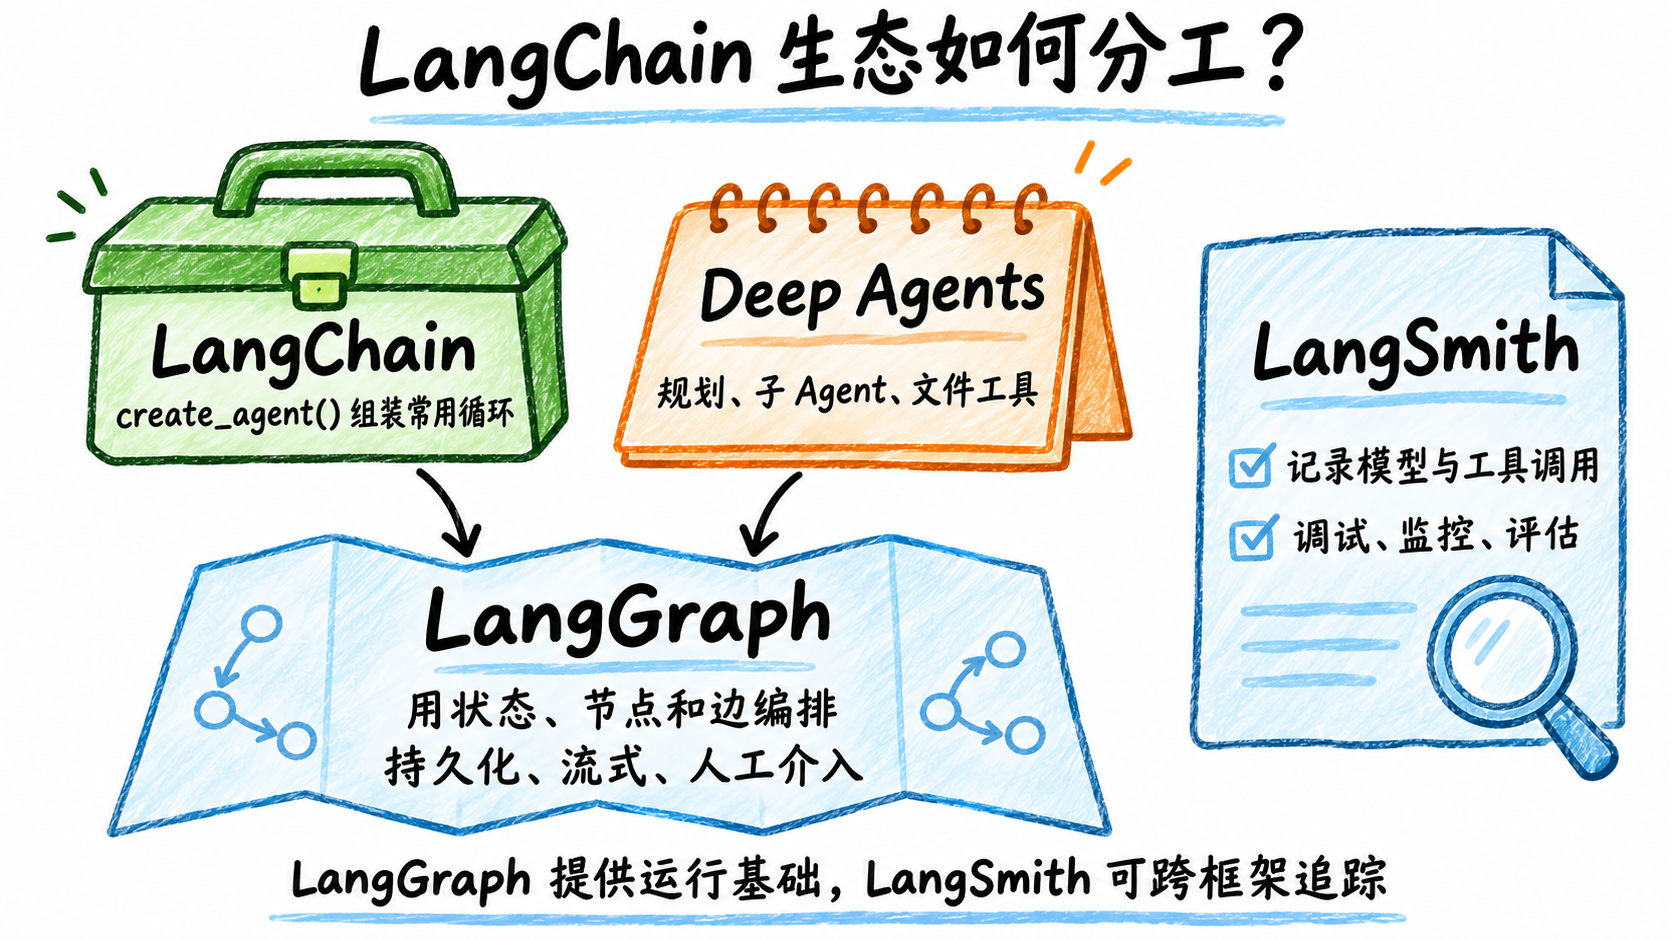 LangChain 生态如何分工？
LangChain
create_agent() 组装常用循环
Deep Agents
规划、子 Agent、文件工具
LangSmith
记录模型与工具调用
调试、监控、评估
LangGraph
用状态、节点和边编排
持久化、流式、人工介入
LangGraph 提供运行基础，LangSmith 可跨框架追踪